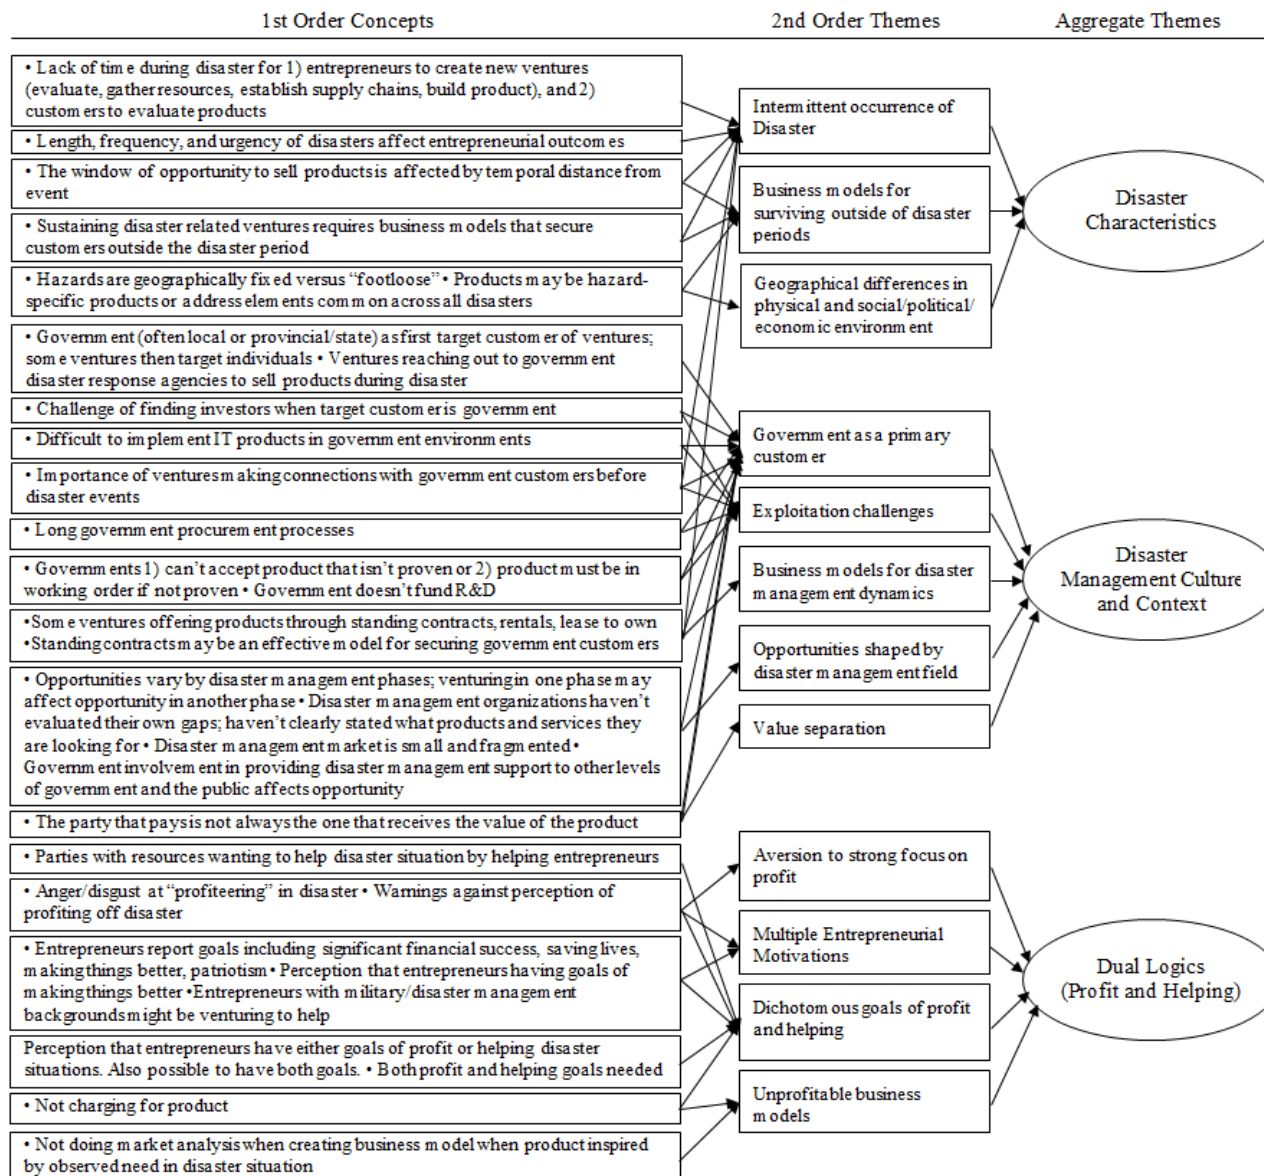 1st Order Concepts
2nd Order Themes
Aggregate Themes
• Lack of time during disaster for 1) entrepreneurs to create new ventures
(evaluate, gather resources, establish supply chains, build product), and 2)
customers to evaluate products
• Length, frequency, and urgency of disasters affect entrepreneurial outcomes
• The window of opportunity to sell products is affected by temporal distance from
event
• Sustaining disaster related ventures requires business models that secure
customers outside the disaster period
• Hazards are geographically fixed versus “footloose” • Products may be hazard-
specific products or address elements common across all disasters
• Government (often local or provincial/state) as first target customer of ventures;
some ventures then target individuals • Ventures reaching out to government
disaster response agencies to sell products during disaster
• Challenge of finding investors when target customer is government
• Difficult to implement IT products in government environments
• Importance of ventures making connections with government customers before
disaster events
• Long government procurement processes
• Governments 1) can’t accept product that isn’t proven or 2) product must be in
working order if not proven • Government doesn’t fund R&D
•Some ventures offering products through standing contracts, rentals, lease to own
•Standing contracts may be an effective model for securing government customers
• Opportunities vary by disaster management phases; venturing in one phase may
affect opportunity in another phase • Disaster management organizations haven’t
evaluated their own gaps; haven’t clearly stated what products and services they
are looking for • Disaster management market is small and fragmented •
Government involvement in providing disaster management support to other levels
of government and the public affects opportunity
• The party that pays is not always the one that receives the value of the product
• Parties with resources wanting to help disaster situation by helping entrepreneurs
• Anger/disgust at “profiteering” in disaster • Warnings against perception of
profiting off disaster
• Entrepreneurs report goals including significant financial success, saving lives,
making things better, patriotism • Perception that entrepreneurs having goals of
making things better •Entrepreneurs with military/disaster management
backgrounds might be venturing to help
Perception that entrepreneurs have either goals of profit or helping disaster
situations. Also possible to have both goals. • Both profit and helping goals needed
• Not charging for product
• Not doing market analysis when creating business model when product inspired
by observed need in disaster situation
Intermittent occurrence of
Disaster
Business models for
surviving outside of disaster
periods
Geographical differences in
physical and social/political/
economic environment
Government as a primary
customer
Exploitation challenges
Business models for disaster
management dynamics
Opportunities shaped by
disaster management field
Value separation
Aversion to strong focus on
profit
Multiple Entrepreneurial
Motivations
Dichotomous goals of profit
and helping
Unprofitable business
models
Disaster
Characteristics
Disaster
Management Culture
and Context
Dual Logics
(Profit and Helping)